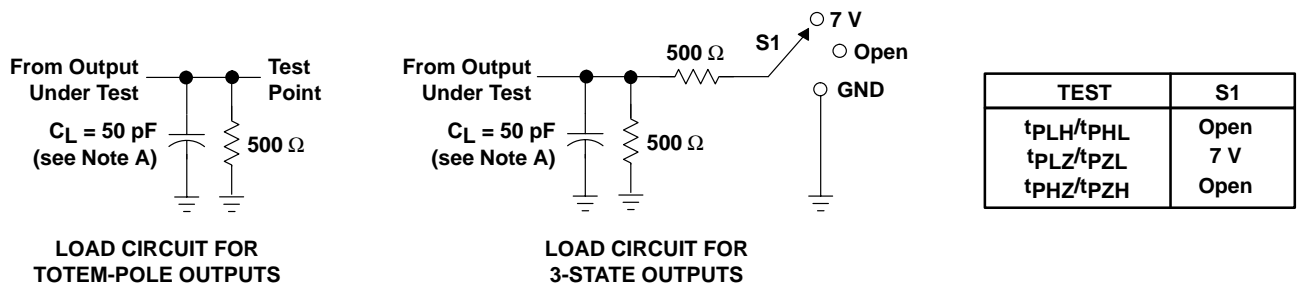 From Output
Under Test
Test
Point
CL = 50 pF
(see Note A)
500 Ω
LOAD CIRCUIT FOR
TOTEM-POLE OUTPUTS
From Output
Under Test
CL = 50 pF
(see Note A)
500 Ω
500 Ω
S1
7 V
Open
GND
LOAD CIRCUIT FOR
3-STATE OUTPUTS
TEST S1
tPLH/tPHL Open
tPLZ/tPZL 7 V
tPHZ/tPZH Open